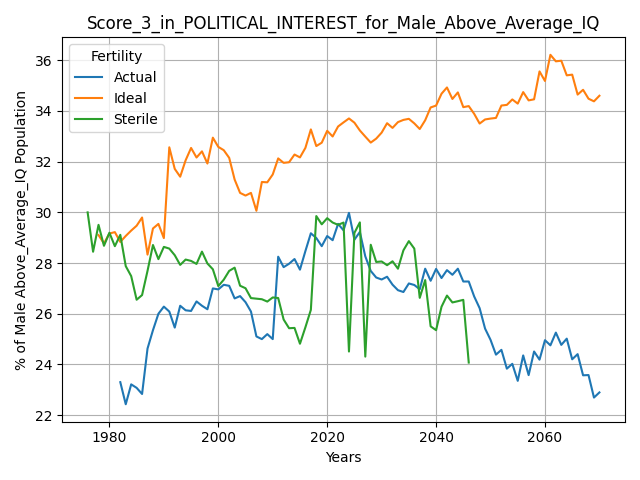 Score_3_in_POLITICAL_INTEREST_for_Male_Above_Average_IQ
Fertility
Actual
Ideal
Sterile
% of Male Above_Average_IQ Population
36
34
32
30
28
26
24
22
1980
2000
2020
2040
2060
Years